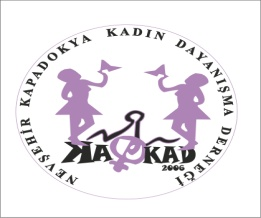 NEVŞEHİR KAPADOKYA KADIN DAYANIŞMA DERNEĞİ
KAPKAD
2006